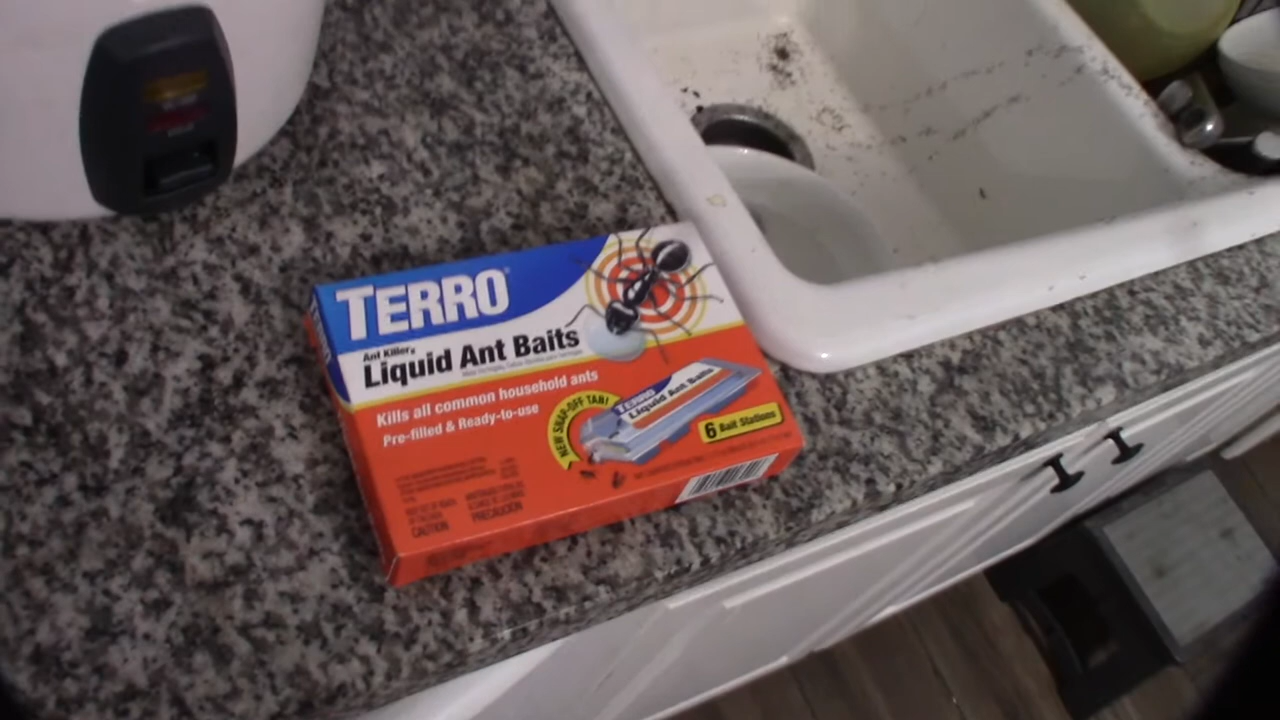 TERRO®
Ant Killer
Liquid Ant Baits
Kills all common household ants
Pre-filled & Ready-to-use
NEW SNAP-OFF TAB!
TERRO
Liquid Ant Baits
6 Bait Stations
CAUTION
PRECAUCION